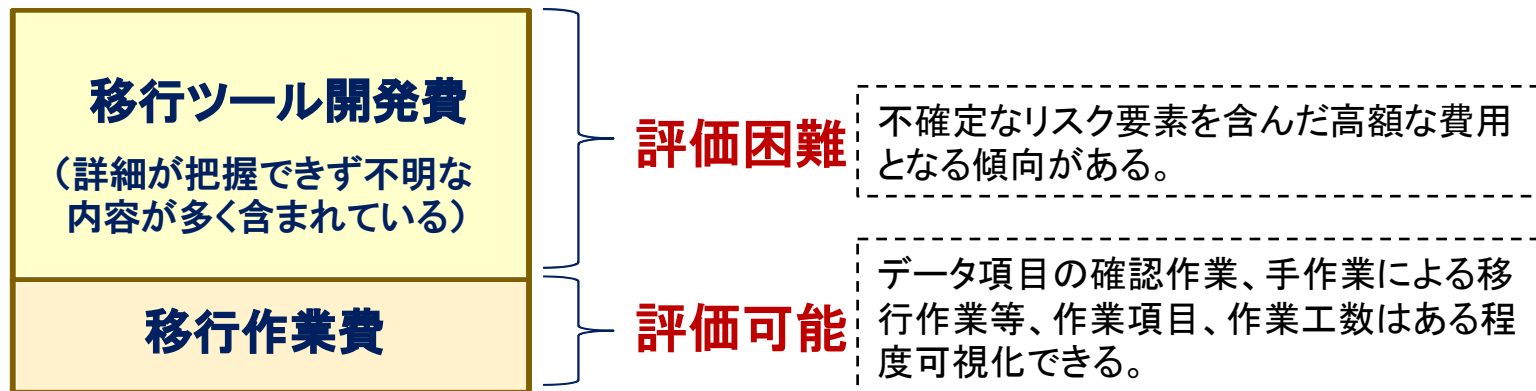 移行ツール開発費
（詳細が把握できず不明な
内容が多く含まれている）
評価困難
不確定なリスク要素を含んだ高額な費用
となる傾向がある。
移行作業費
評価可能
データ項目の確認作業、手作業による移
行作業等、作業項目、作業工数はある程
度可視化できる。